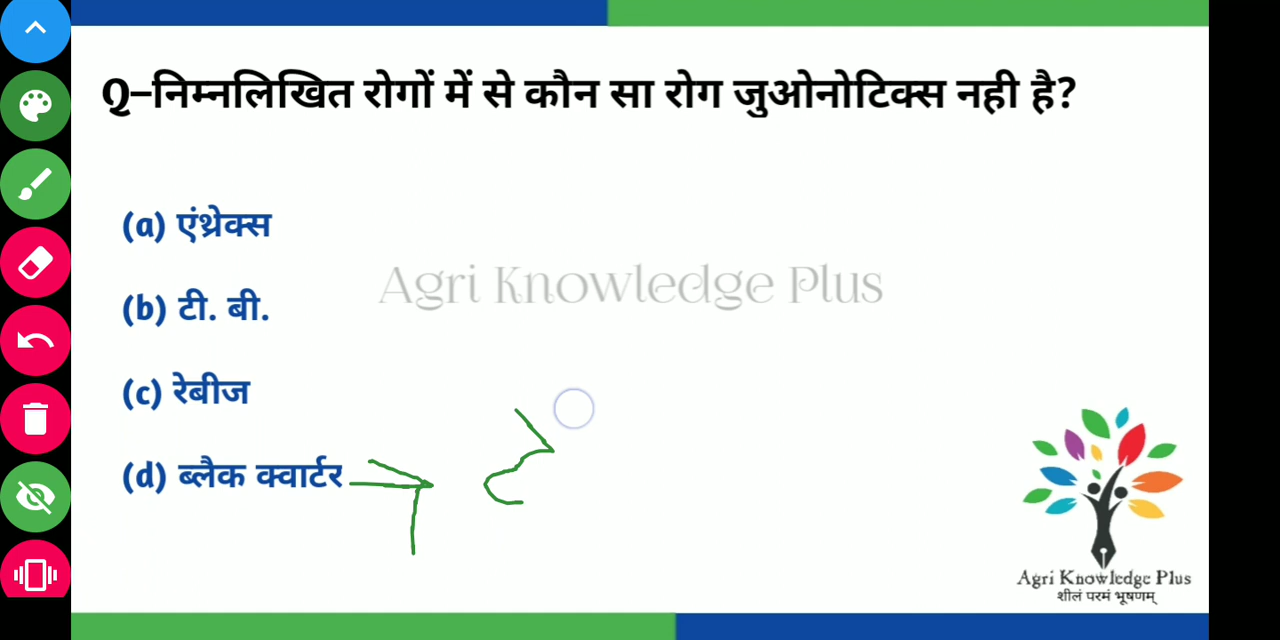 Q–निम्नलिखित रोगों में से कौन सा रोग जुओनोटिक्स नही है?
(a) एंथ्रेक्स
Agri Knowledge Plus
(b) टी. बी.
(c) रेबीज
(d) ब्लैक क्वार्टर
Agri Knowledge Plus
शीलं परमं भूषणम्